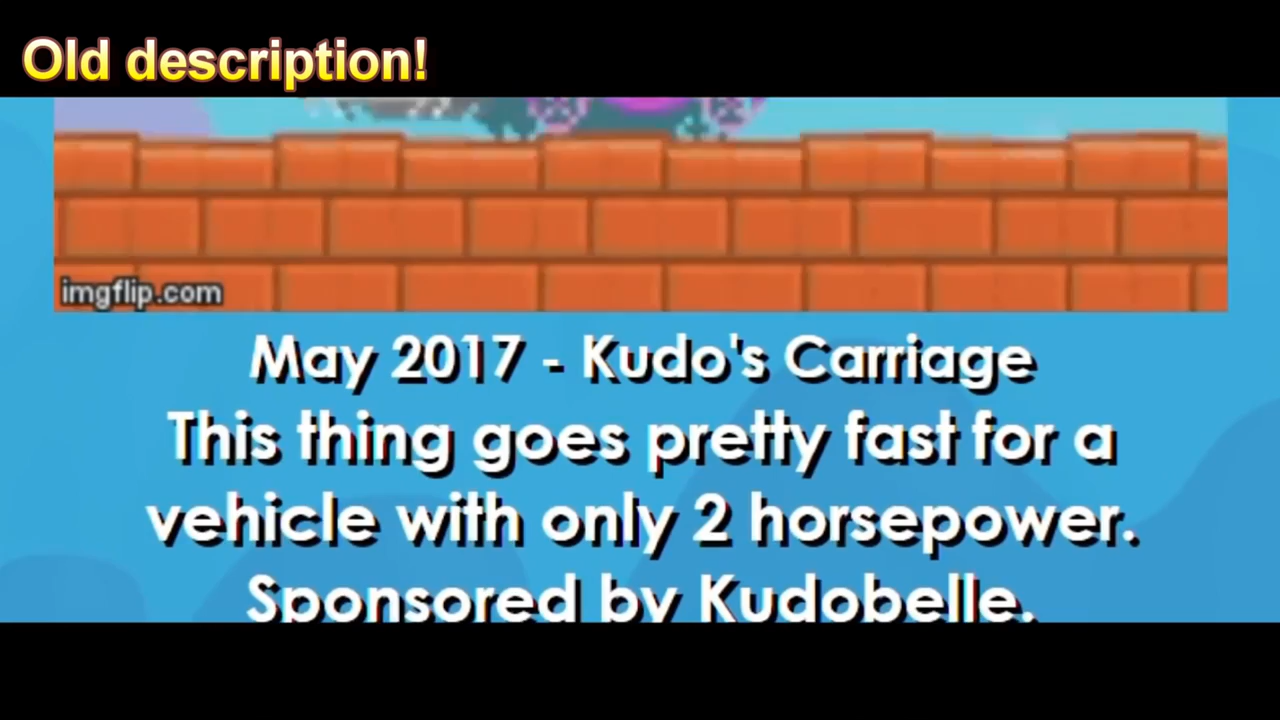 Old description!
imgflip.com
May 2017 - Kudo's Carriage
This thing goes pretty fast for a
vehicle with only 2 horsepower.
Sponsored by Kudobelle.